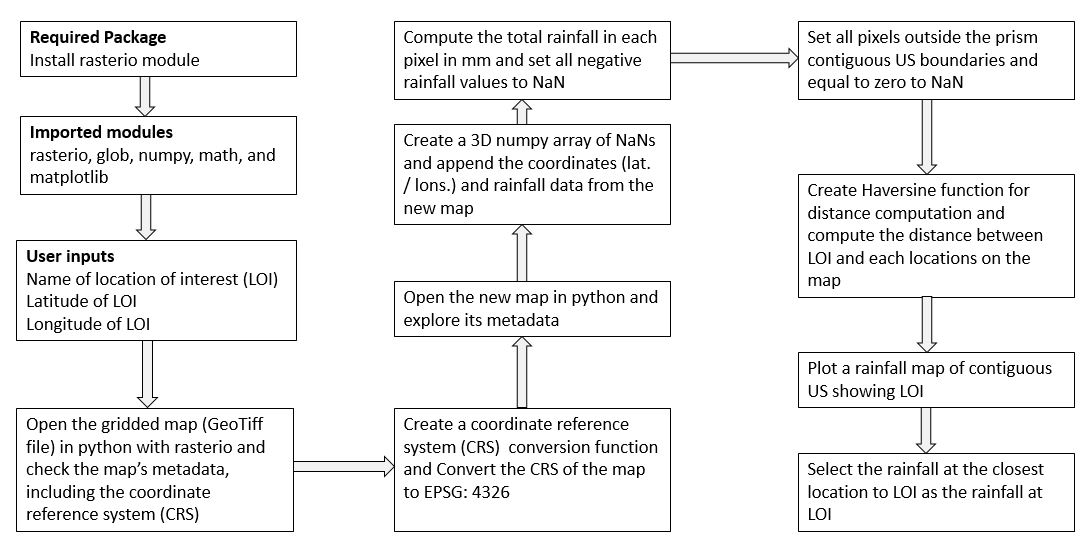 Required Package
Install rasterio module
Imported modules
rasterio, glob, numpy, math, and
matplotlib
User inputs
Name of location of interest (LOI)
Latitude of LOI
Longitude of LOI
Open the gridded map (GeoTiff
file) in python with rasterio and
check the map's metadata,
including the coordinate
reference system (CRS)
Create a coordinate reference
system (CRS) conversion function
and Convert the CRS of the map
to EPSG: 4326
Open the new map in python and
explore its metadata
Create a 3D numpy array of NaNs
and append the coordinates (lat.
/ lons.) and rainfall data from the
new map
Compute the total rainfall in each
pixel in mm and set all negative
rainfall values to NaN
Set all pixels outside the prism
contiguous US boundaries and
equal to zero to NaN
Create Haversine function for
distance computation and
compute the distance between
LOI and each locations on the
map
Plot a rainfall map of contiguous
US showing LOI
Select the rainfall at the closest
location to LOI as the rainfall at
LOI